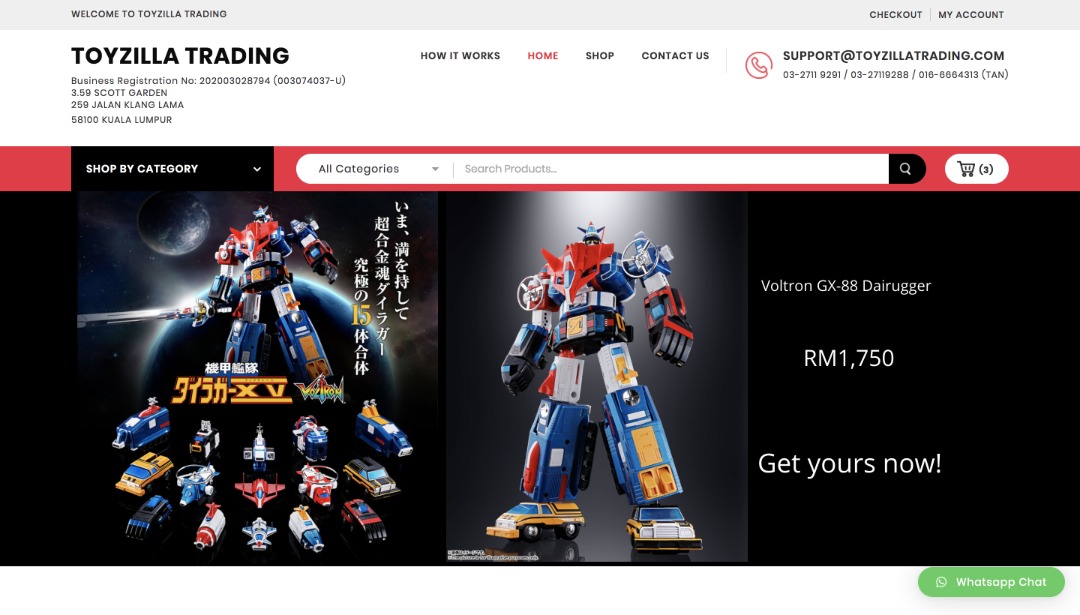 WELCOME TO TOYZILLA TRADING
CHECKOUT
MY ACCOUNT
TOYZILLA TRADING
Business Registration No: 202003028794 (003074037-U)
3.59 SCOTT GARDEN
259 JALAN KLANG LAMA
58100 KUALA LUMPUR
HOW IT WORKS
HOME
SHOP
CONTACT US
SUPPORT@TOYZILLATRADING.COM
03-2711 9291 / 03-27119288 / 016-6664313 (TAN)
SHOP BY CATEGORY
All Categories
Search Products...
(3)
いま、満を持して
超合金魂ダイラガー
究極の15体合体
機甲艦隊
ダイラガーXV
VOLTRON
Voltron GX-88 Dairugger
RM1,750
Get yours now!
Whatsapp Chat